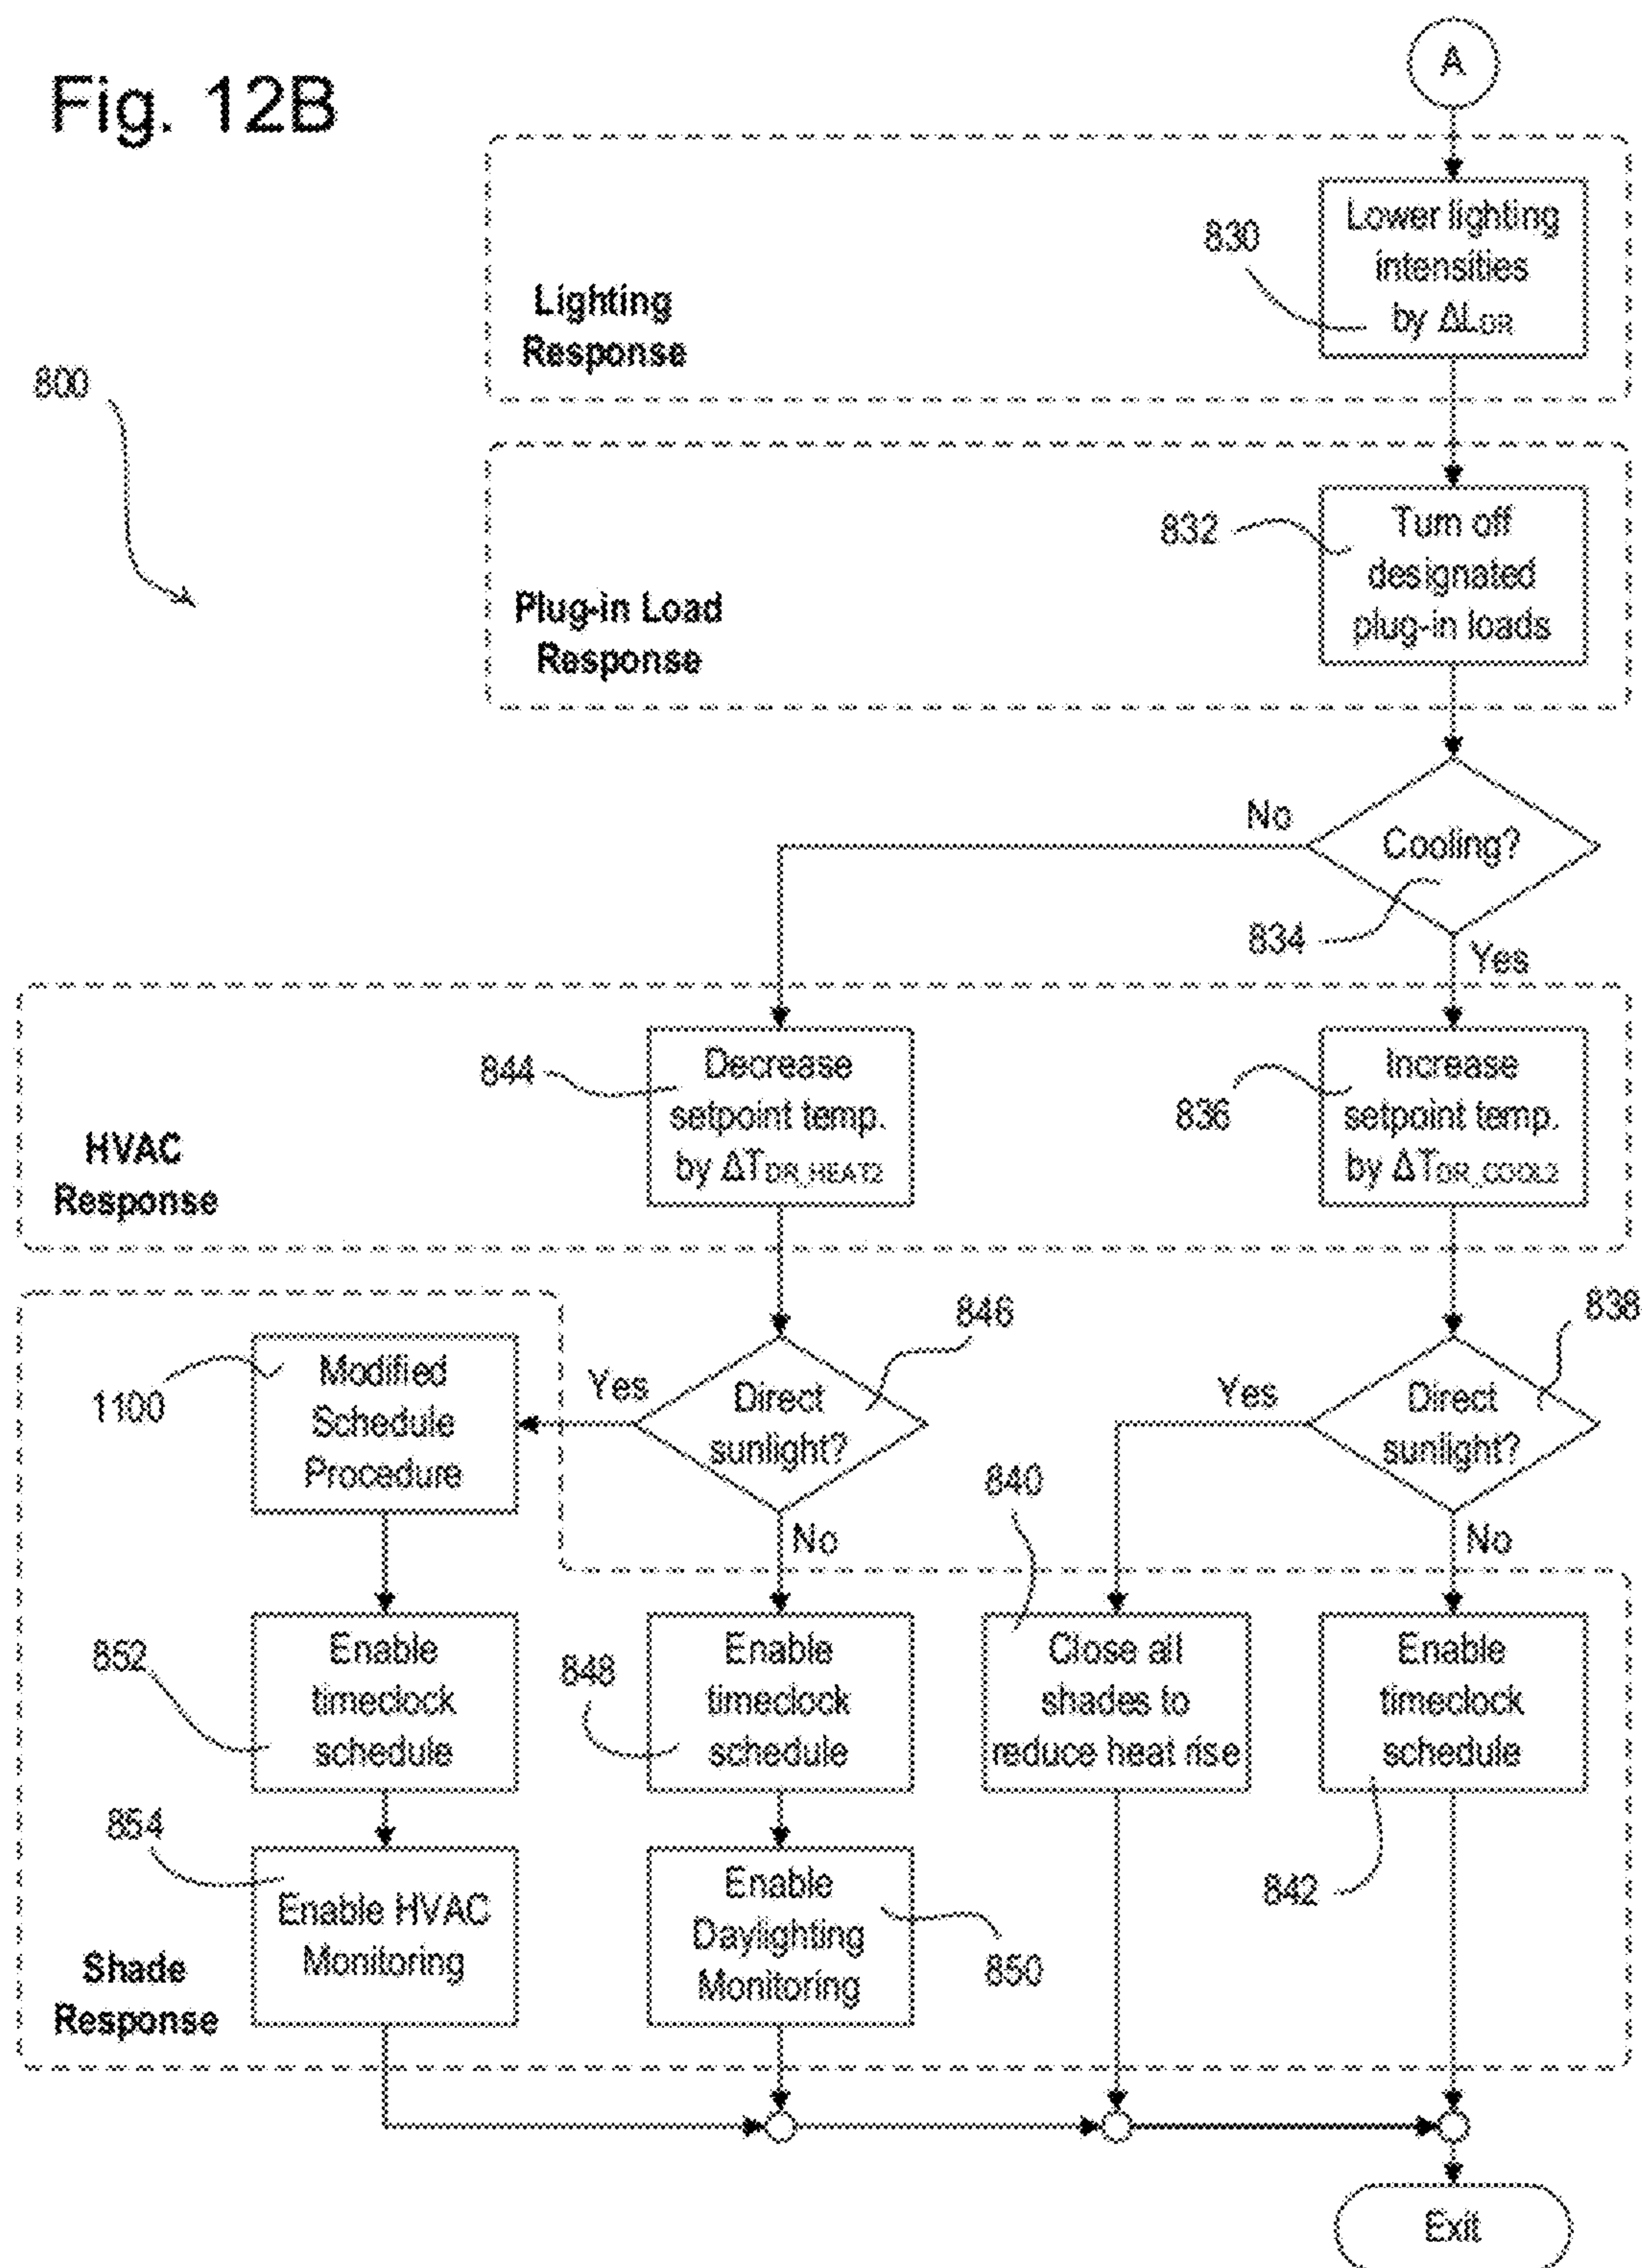 Fig. 12B
A
830
Lower lighting
intensities
by ΔLDR
Lighting
Response
800
832
Turn off
designated
plug-in loads
Plug-in Load
Response
No
Cooling?
834
Yes
844
Decrease
setpoint temp.
by ΔTDR_HEAT2
836
Increase
setpoint temp.
by ΔTDR_COOL2
HVAC
Response
1100
Modified
Schedule
Procedure
Yes
Direct
sunlight?
846
No
Yes
Direct
sunlight?
838
No
852
Enable
timeclock
schedule
848
Enable
timeclock
schedule
840
Close all
shades to
reduce heat rise
Enable
timeclock
schedule
842
854
Enable HVAC
Monitoring
Enable
Daylighting
Monitoring
850
Shade
Response
Exit